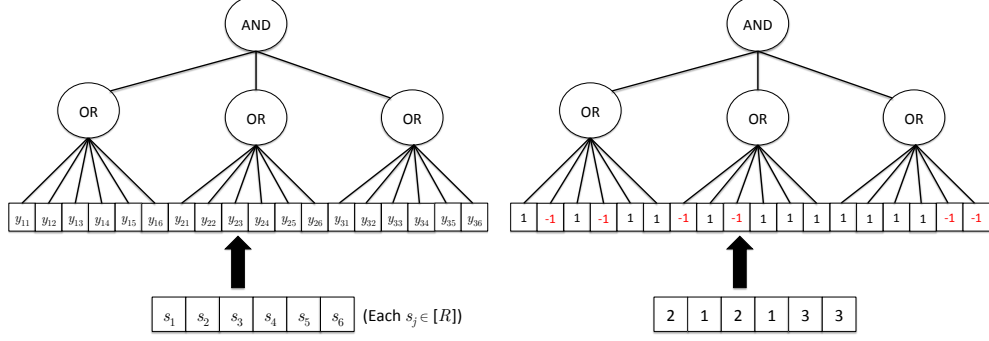 AND AND
OR OR OR OR OR OR
y11 y12 y13 y14 y15 y16 y21 y22 y23 y24 y25 y26 y31 y32 y33 y34 y35 y36 1 -1 1 -1 1 1 -1 1 -1 1 1 1 1 1 1 1 -1 -1
s1 s2 s3 s4 s5 s6 (Each sj ∈ [R]) 2 1 2 1 3 3